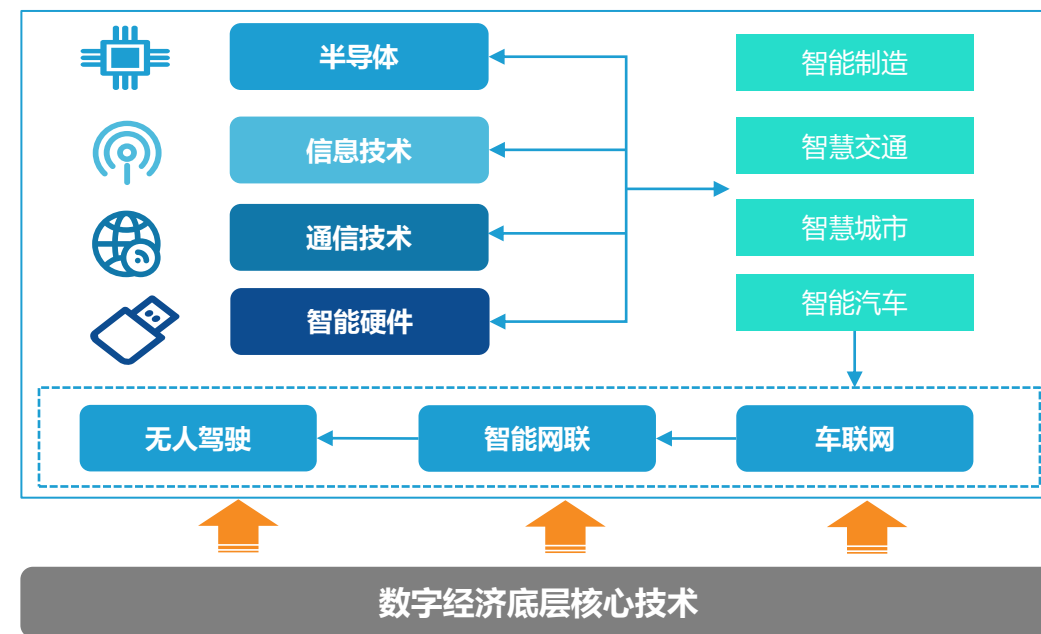 半导体
信息技术
通信技术
智能硬件
智能制造
智慧交通
智慧城市
智能汽车
无人驾驶
智能网联
车联网
数字经济底层核心技术